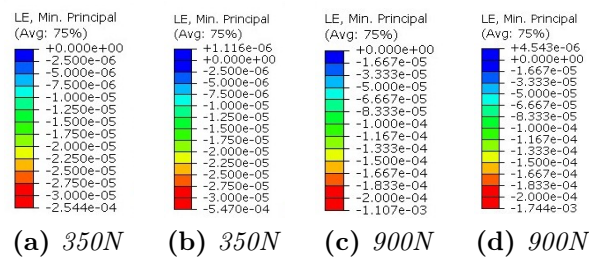 LE, Min. Principal
(Avg: 75%)
+0.000e+00
-2.500e-06
-5.000e-06
-7.500e-06
-1.000e-05
-1.250e-05
-1.500e-05
-1.750e-05
-2.000e-05
-2.250e-05
-2.500e-05
-2.750e-05
-3.000e-05
-2.544e-04
(a) 350N
LE, Min. Principal
(Avg: 75%)
+1.116e-06
+0.000e+00
-2.500e-06
-5.000e-06
-7.500e-06
-1.000e-05
-1.250e-05
-1.500e-05
-1.750e-05
-2.000e-05
-2.250e-05
-2.500e-05
-2.750e-05
-3.000e-05
-5.470e-04
(b) 350N
LE, Min. Principal
(Avg: 75%)
+0.000e+00
-1.667e-05
-3.333e-05
-5.000e-05
-6.667e-05
-8.333e-05
-1.000e-04
-1.167e-04
-1.333e-04
-1.500e-04
-1.667e-04
-1.833e-04
-2.000e-04
-1.107e-03
(c) 900N
LE, Min. Principal
(Avg: 75%)
+4.543e-06
+0.000e+00
-1.667e-05
-3.333e-05
-5.000e-05
-6.667e-05
-8.333e-05
-1.000e-04
-1.167e-04
-1.333e-04
-1.500e-04
-1.667e-04
-1.833e-04
-2.000e-04
-1.744e-03
(d) 900N